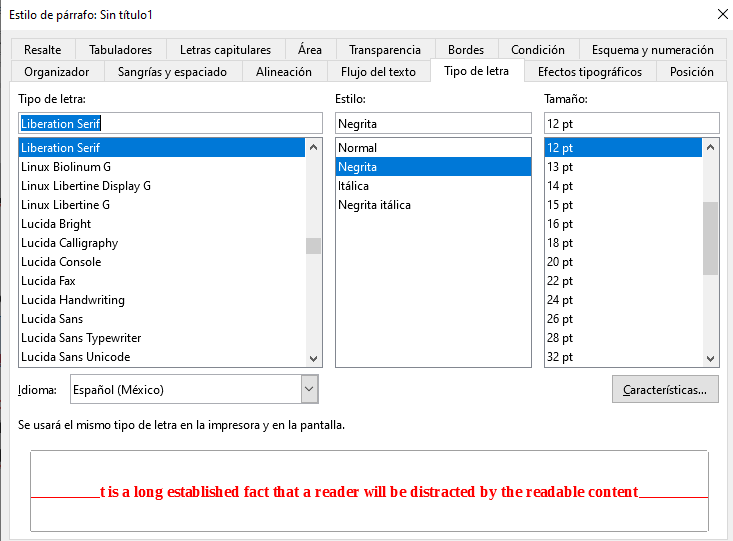 Estilo de párrafo: Sin título1
Resalte Tabuladores Letras capitulares Área Transparencia Bordes Condición Esquema y numeración
Organizador Sangrías y espaciado Alineación Flujo del texto Tipo de letra Efectos tipográficos Posición
Tipo de letra: Estilo: Tamaño:
Liberation Serif Negrita 12 pt
Liberation Serif Normal 12 pt
Linux Biolinum G Negrita 13 pt
Linux Libertine Display G Itálica 14 pt
Linux Libertine G Negrita itálica 15 pt
Lucida Bright 16 pt
Lucida Calligraphy 18 pt
Lucida Console 20 pt
Lucida Fax 22 pt
Lucida Handwriting 24 pt
Lucida Sans 26 pt
Lucida Sans Typewriter 28 pt
Lucida Sans Unicode 32 pt
Idioma: Español (México) Características...
Se usará el mismo tipo de letra en la impresora y en la pantalla.
t is a long established fact that a reader will be distracted by the readable content